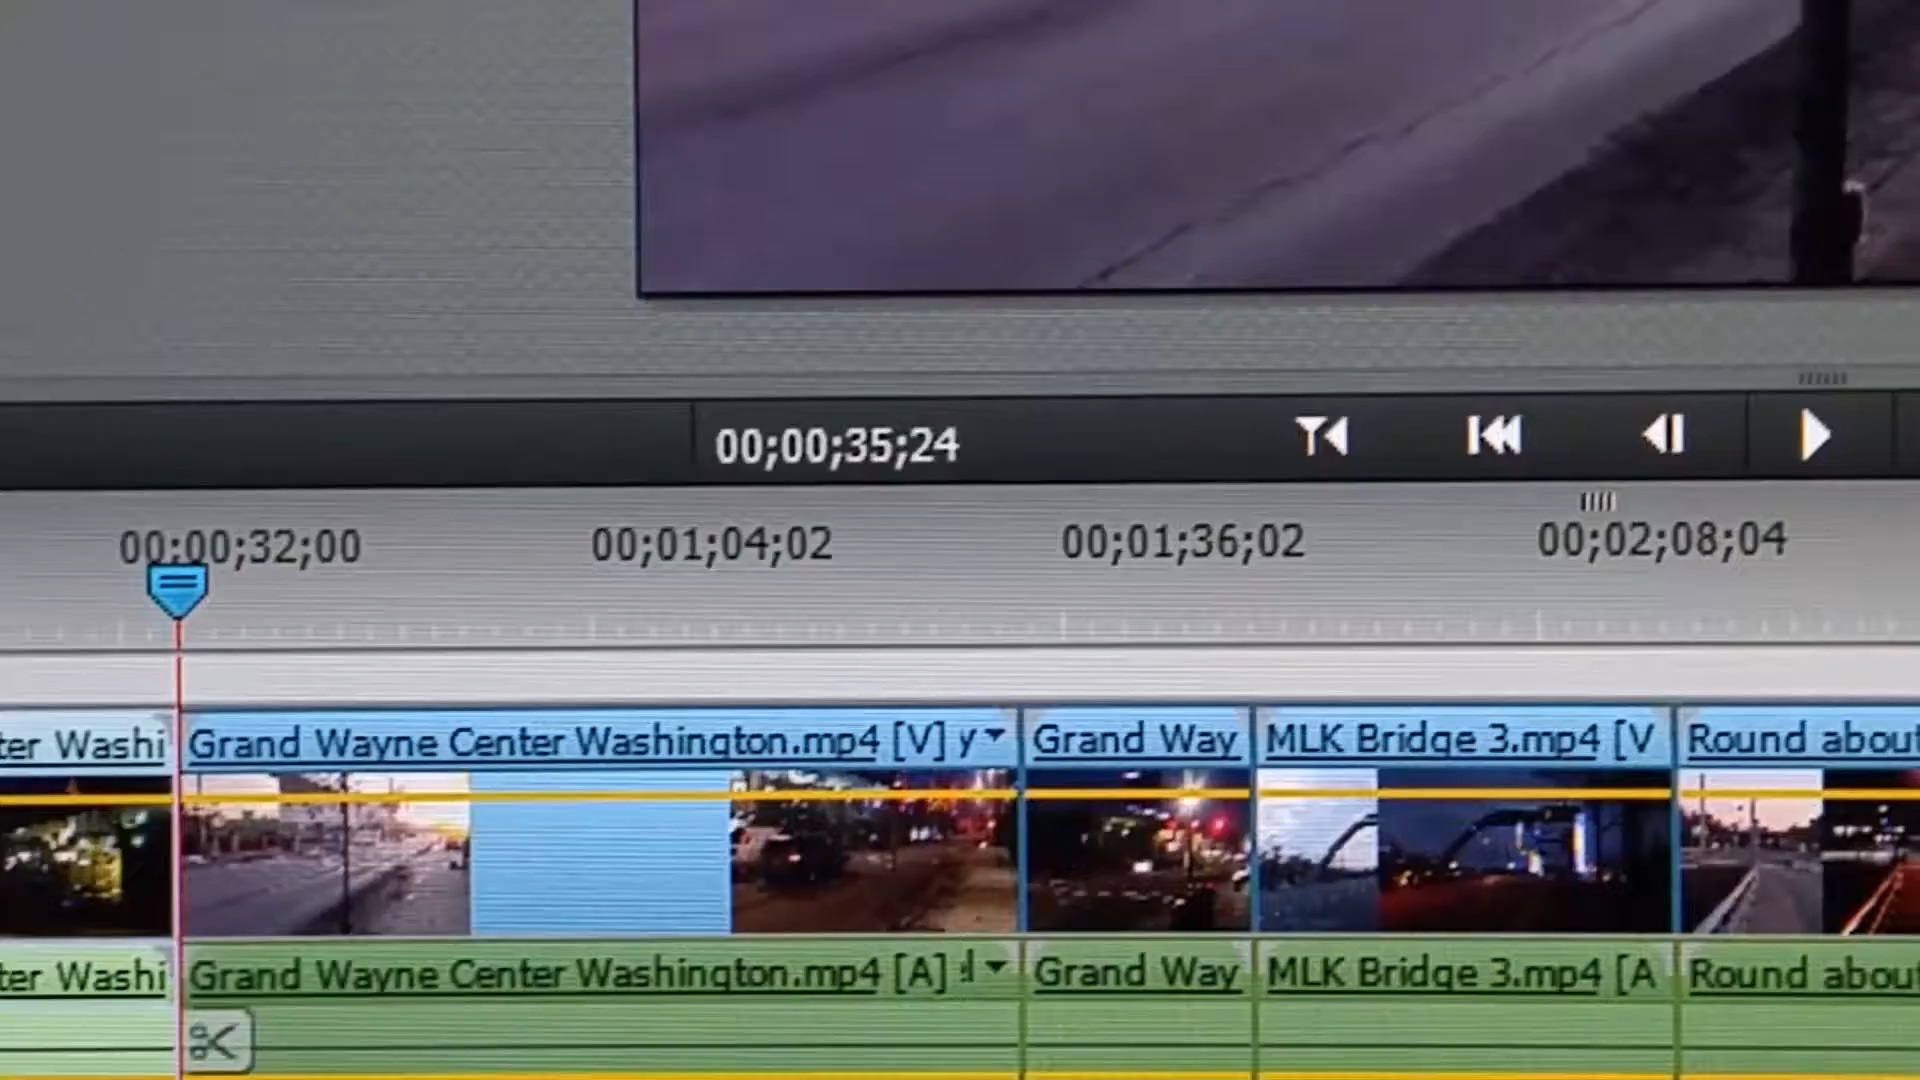 00;00;35;24
00;00;32;00 00;01;04;02 00;01;36;02 00;02;08;04
ter Washi Grand Wayne Center Washington.mp4 [V] y Grand Way MLK Bridge 3.mp4 [V Round about
ter Washi Grand Wayne Center Washington.mp4 [A] Grand Way MLK Bridge 3.mp4 [A Round about